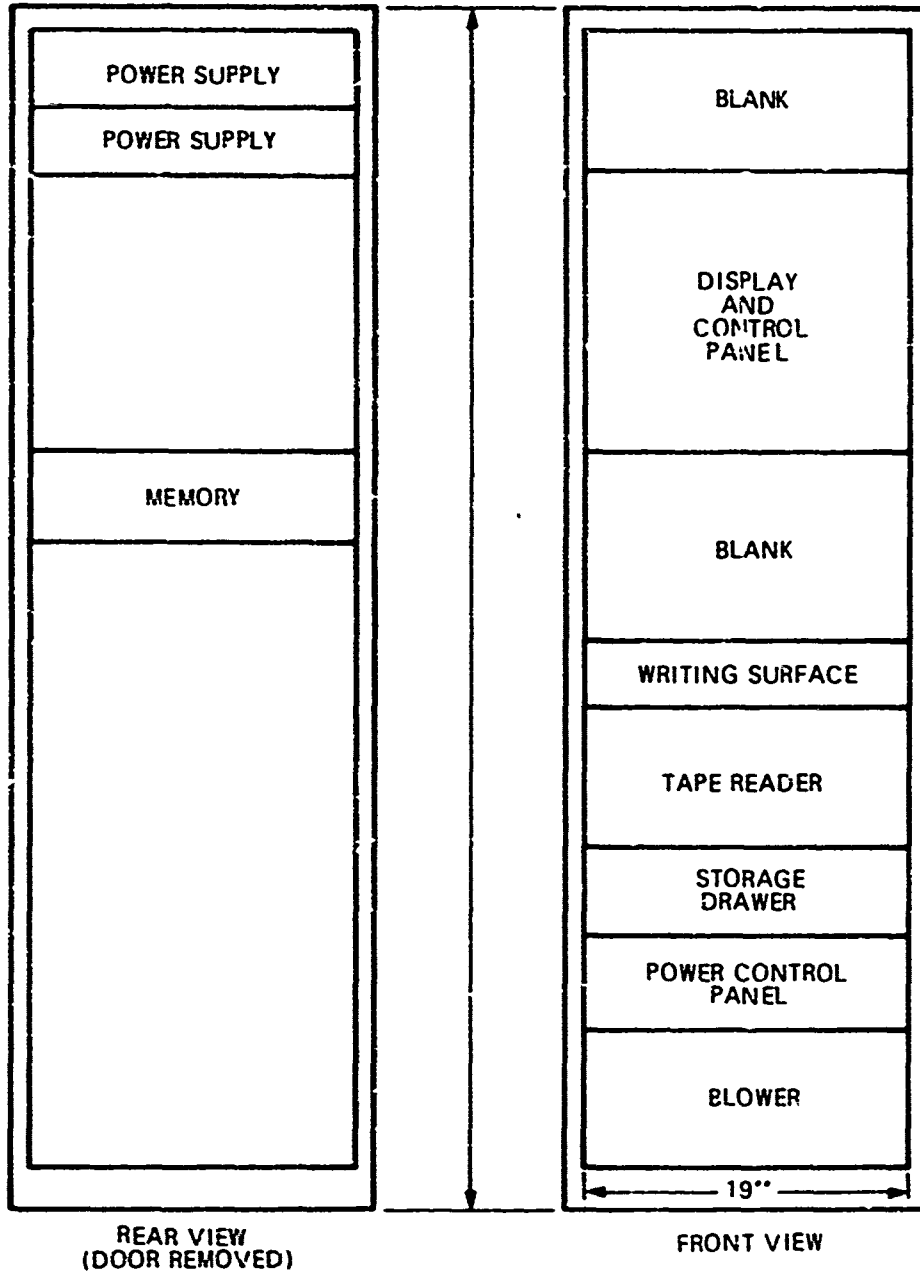 POWER SUPPLY
POWER SUPPLY
MEMORY
REAR VIEW
(DOOR REMOVED)
BLANK
DISPLAY
AND
CONTROL
PANEL
BLANK
WRITING SURFACE
TAPE READER
STORAGE
DRAWER
POWER CONTROL
PANEL
BLOWER
19"
FRONT VIEW